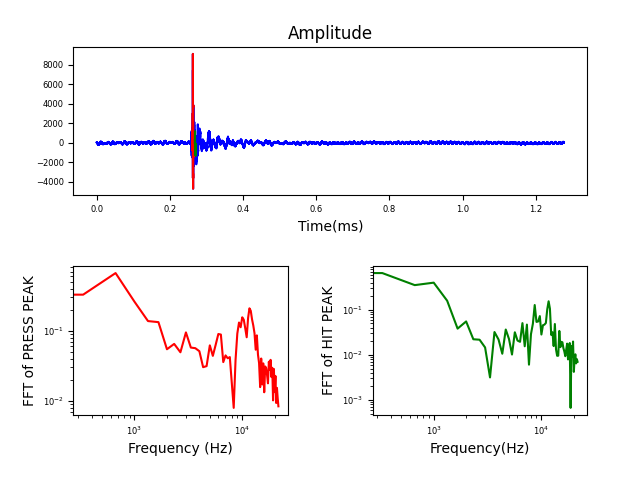 Amplitude
8000
6000
4000
2000
0
−2000
−4000
0.0 0.2 0.4 0.6 0.8 1.0 1.2
Time(ms)
FFT of PRESS PEAK
10⁻¹
10⁻²
10³ 10⁴
Frequency (Hz)
FFT of HIT PEAK
10⁻¹
10⁻²
10⁻³
10³ 10⁴
Frequency(Hz)